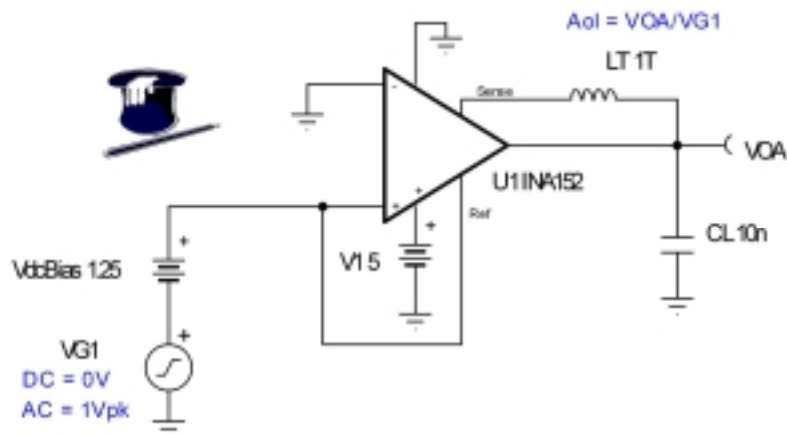 Aol = VOA/VG1
LT 1T
Sense
-
+
VOA
U1 INA152
+
Ref
+
CL 10n
V1 5
+
VdcBias 1.25
+
VG1
DC = 0V
AC = 1Vpk